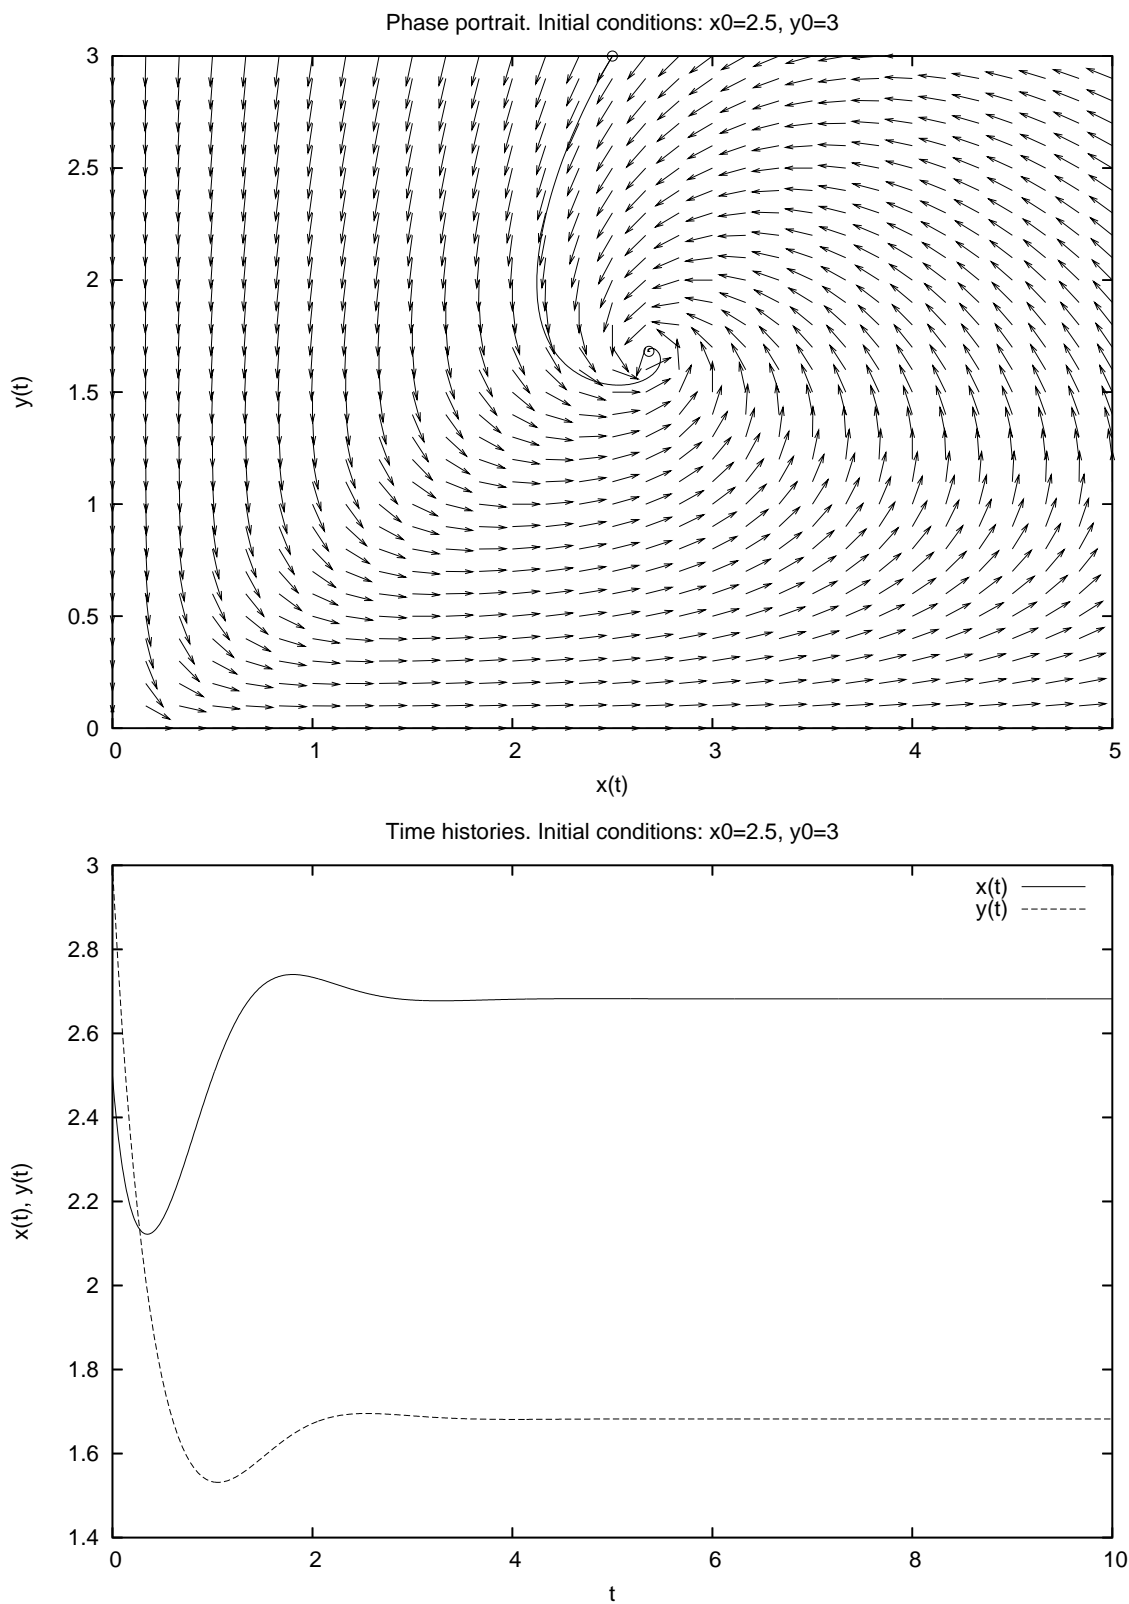 Phase portrait. Initial conditions: x0=2.5, y0=3
3
2.5
2
1.5
1
0.5
0
y(t)
0 1 2 3 4 5
x(t)
Time histories. Initial conditions: x0=2.5, y0=3
3
2.8
2.6
2.4
2.2
2
1.8
1.6
1.4
x(t), y(t)
x(t)
y(t)
0 2 4 6 8 10
t